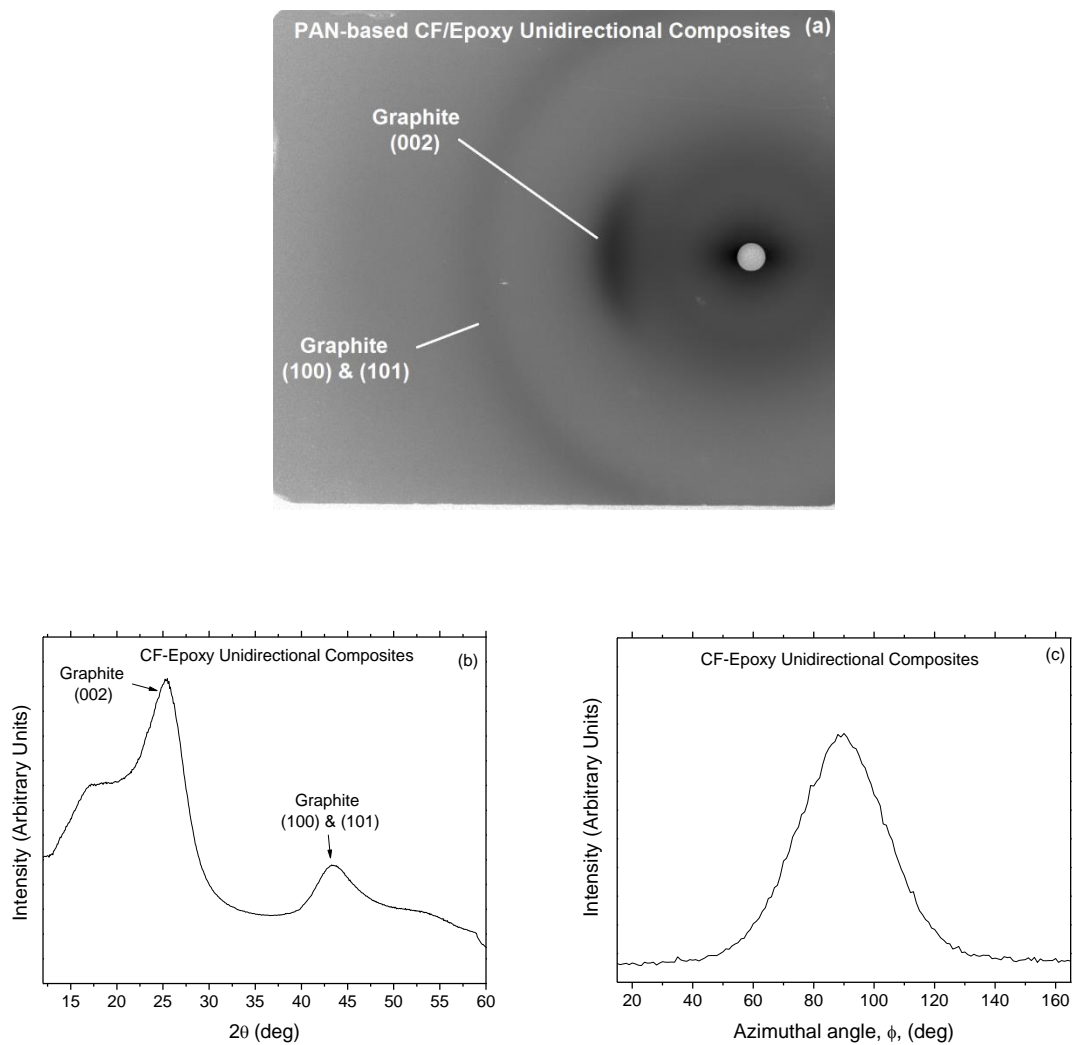 PAN-based CF/Epoxy Unidirectional Composites (a)
Graphite
(002)
Graphite
(100) & (101)
CF-Epoxy Unidirectional Composites (b)
Graphite
(002)
Graphite
(100) & (101)
Intensity (Arbitrary Units)
15 20 25 30 35 40 45 50 55 60
2θ (deg)
CF-Epoxy Unidirectional Composites (c)
Intensity (Arbitrary Units)
20 40 60 80 100 120 140 160
Azimuthal angle, ϕ, (deg)